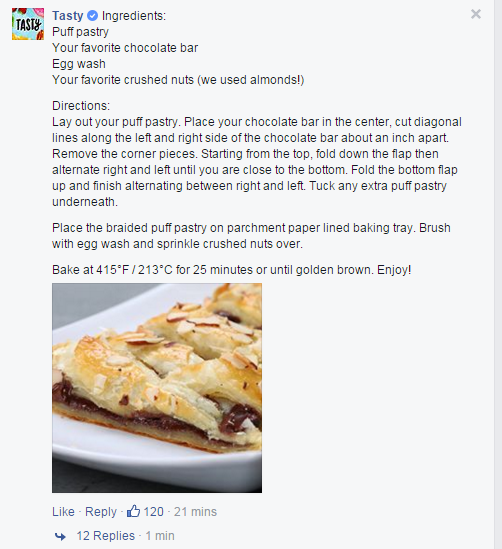 TASTY
Tasty Ingredients:
Puff pastry
Your favorite chocolate bar
Egg wash
Your favorite crushed nuts (we used almonds!)
Directions:
Lay out your puff pastry. Place your chocolate bar in the center, cut diagonal
lines along the left and right side of the chocolate bar about an inch apart.
Remove the corner pieces. Starting from the top, fold down the flap then
alternate right and left until you are close to the bottom. Fold the bottom flap
up and finish alternating between right and left. Tuck any extra puff pastry
underneath.
Place the braided puff pastry on parchment paper lined baking tray. Brush
with egg wash and sprinkle crushed nuts over.
Bake at 415°F / 213°C for 25 minutes or until golden brown. Enjoy!
Like · Reply · 120 · 21 mins
12 Replies · 1 min